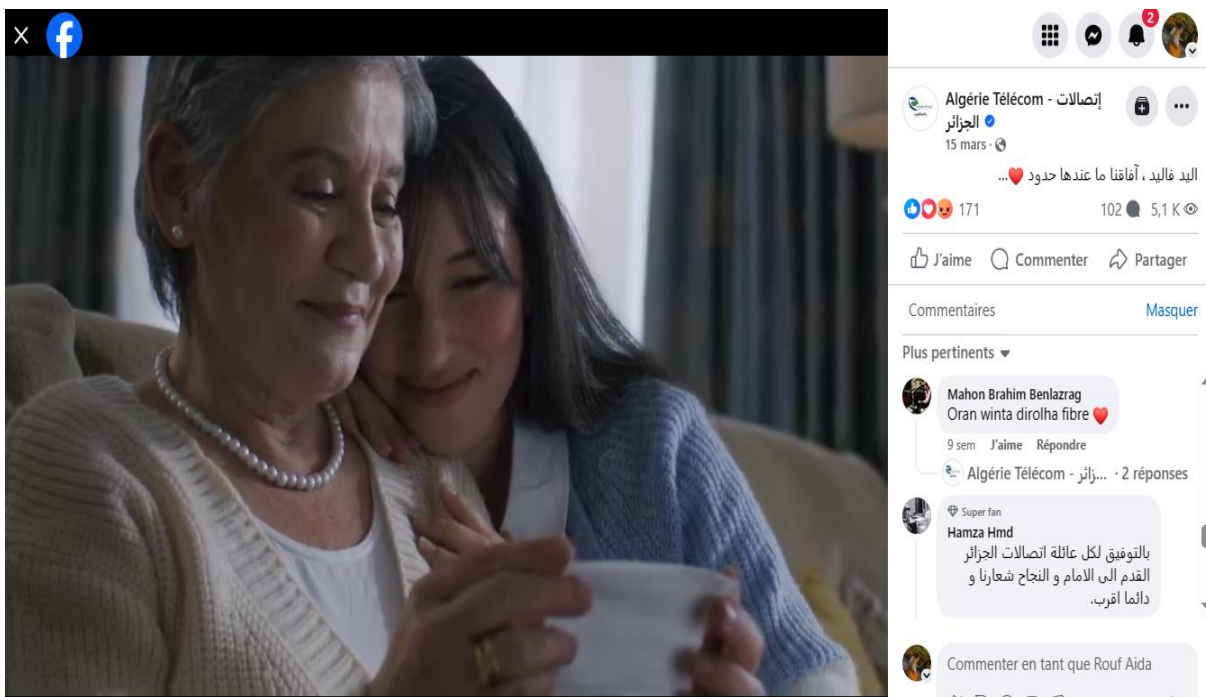 2
Algérie Télécom - إتصالات
الجزائر
15 mars ·
اليد فاليد ، آفاقنا ما عندها حدود ❤️...
171
102
5,1 K
J'aime
Commenter
Partager
Commentaires
Masquer
Plus pertinents
Mahon Brahim Benlazrag
Oran winta dirolha fibre ❤️
9 sem J'aime Répondre
Algérie Télécom - زائر... · 2 réponses
Super fan
Hamza Hmd
بالتوفيق لكل عائلة اتصالات الجزائر
القدم الى الامام و النجاح شعارنا و
دائما اقرب.
Commenter en tant que Rouf Aida